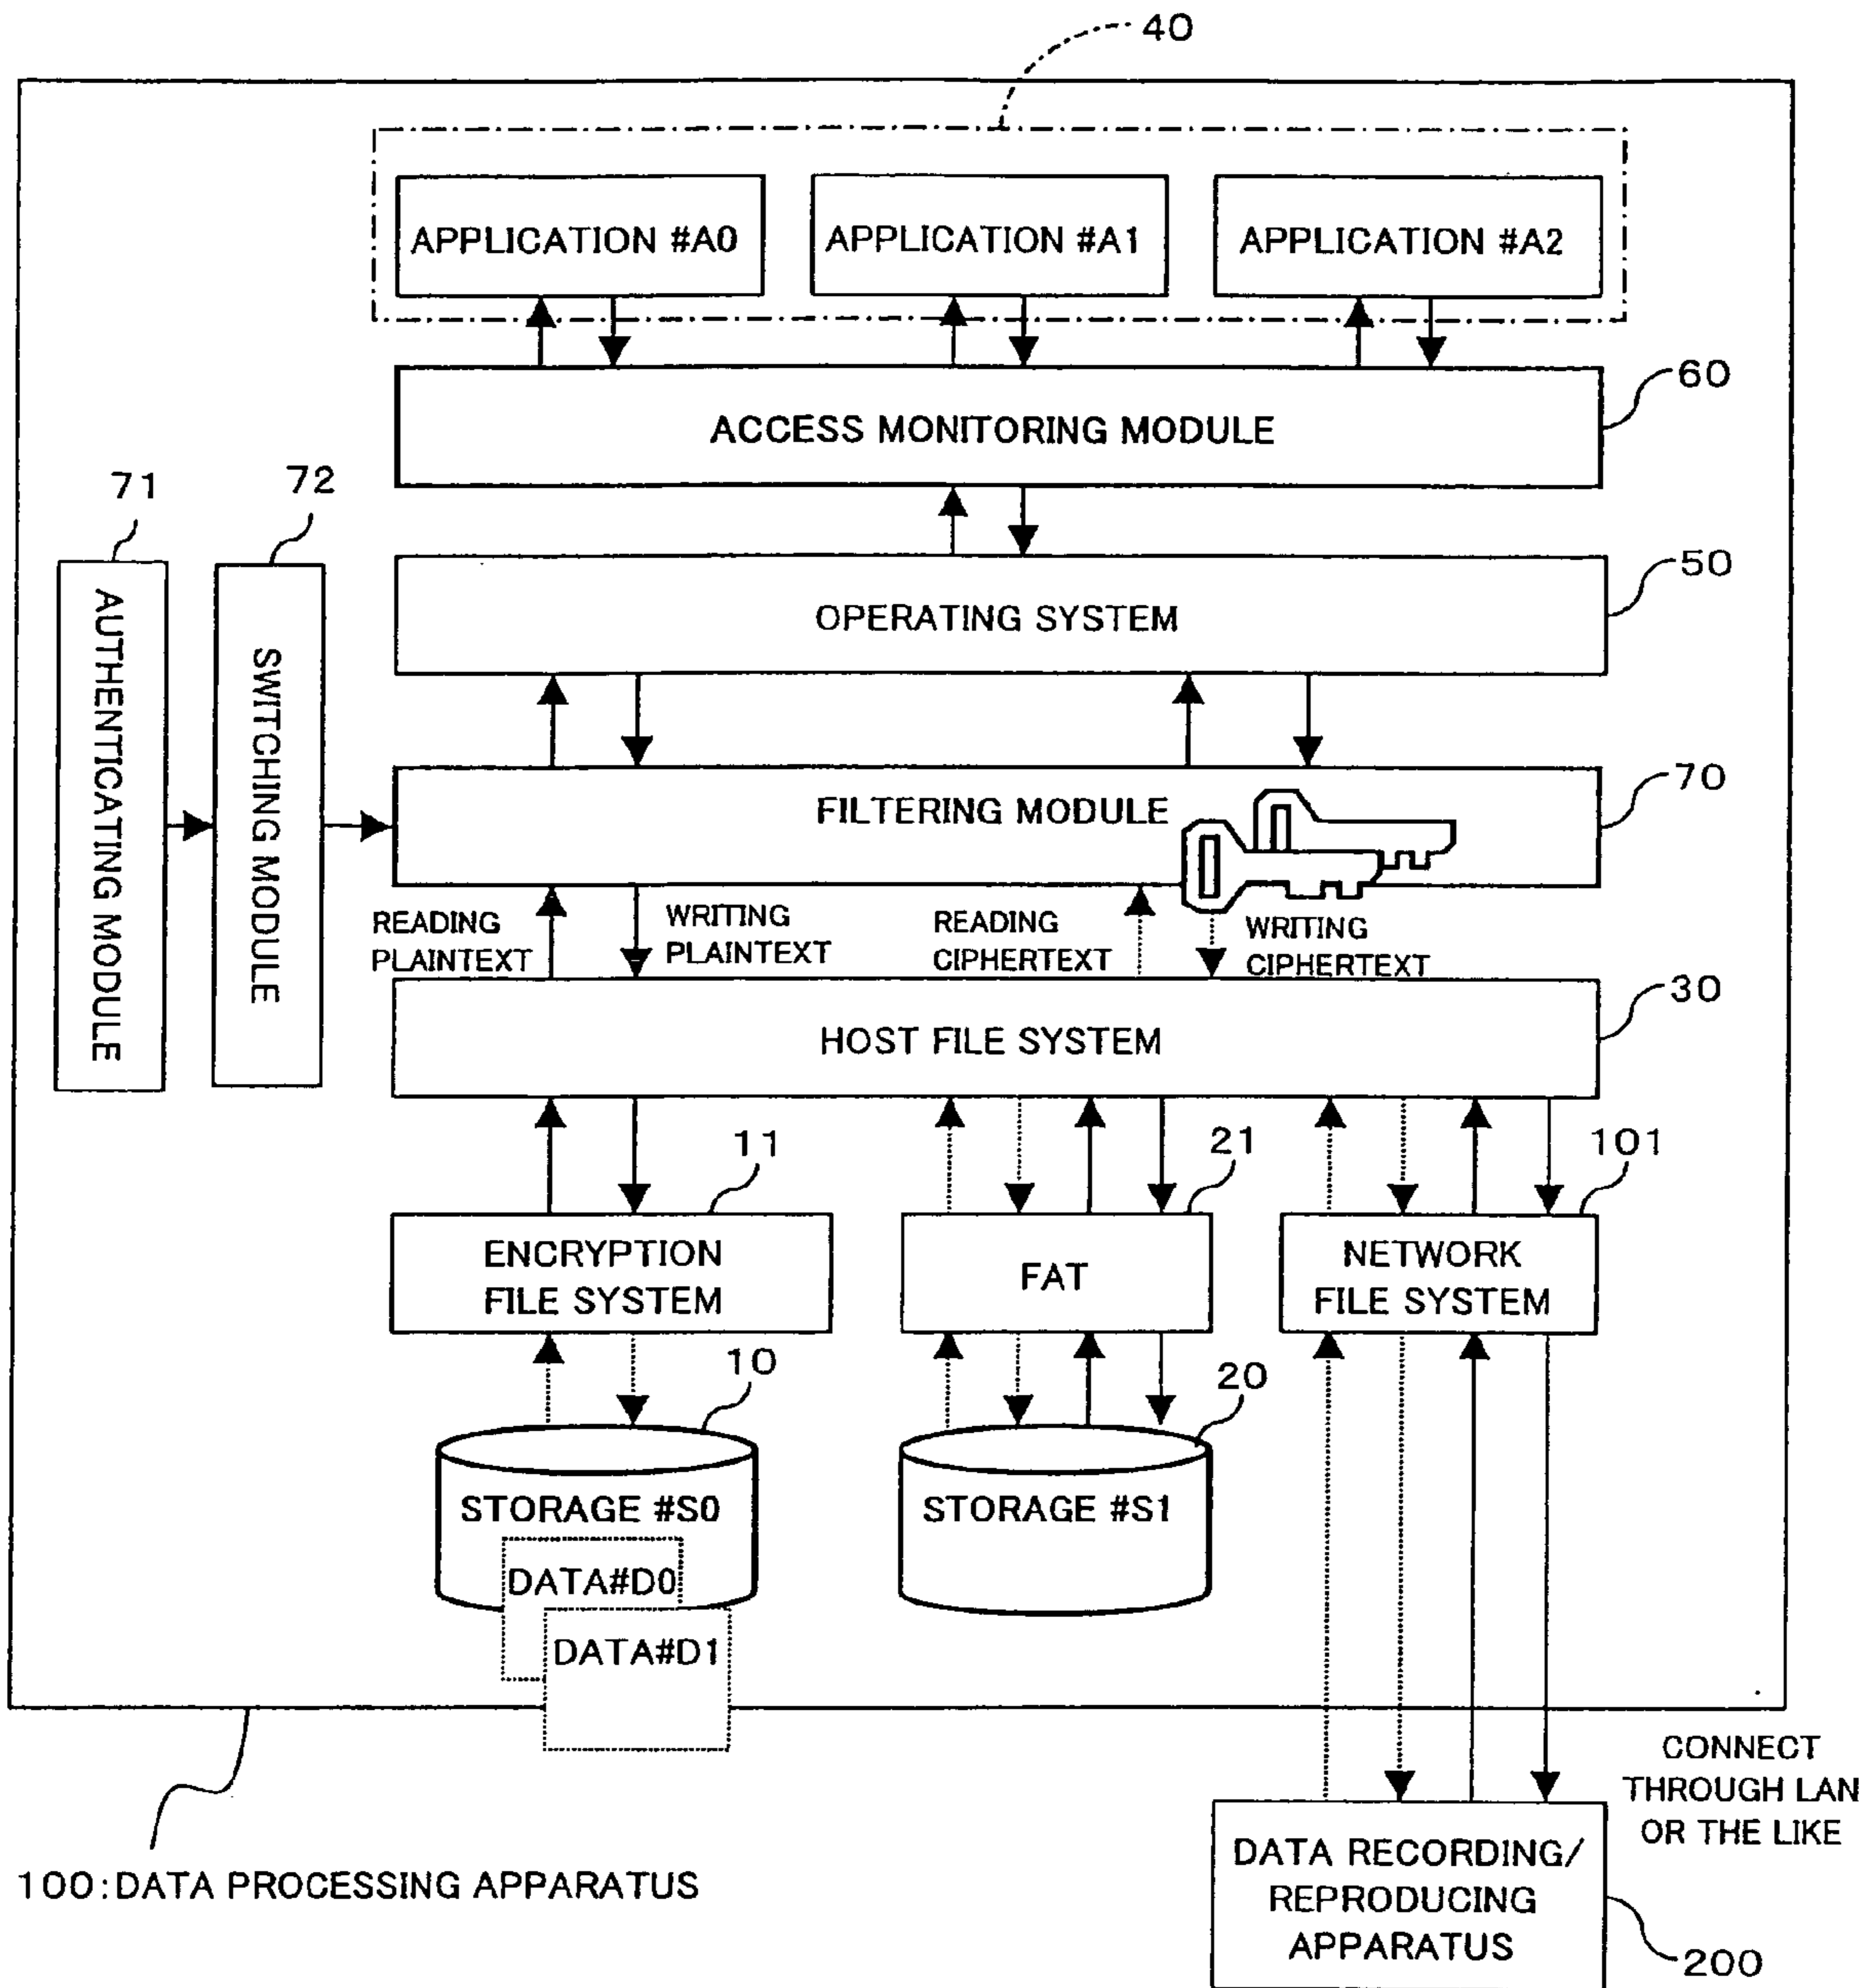 40
APPLICATION #A0
APPLICATION #A1
APPLICATION #A2
60
ACCESS MONITORING MODULE
71
72
50
AUTHENTICATING MODULE
SWITCHING MODULE
OPERATING SYSTEM
70
FILTERING MODULE
READING
PLAINTEXT
WRITING
PLAINTEXT
READING
CIPHERTEXT
WRITING
CIPHERTEXT
30
HOST FILE SYSTEM
11
21
101
ENCRYPTION
FILE SYSTEM
FAT
NETWORK
FILE SYSTEM
10
20
STORAGE #S0
STORAGE #S1
DATA#D0
DATA#D1
CONNECT
THROUGH LAN
OR THE LIKE
100:DATA PROCESSING APPARATUS
DATA RECORDING/
REPRODUCING
APPARATUS
200